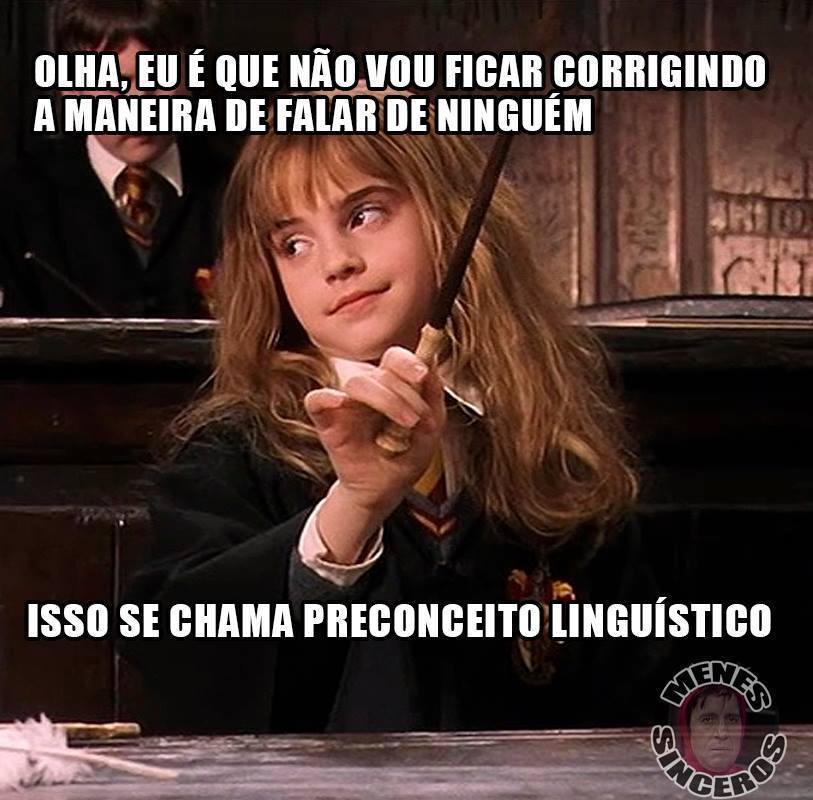 OLHA, EU É QUE NÃO VOU FICAR CORRIGINDO
A MANEIRA DE FALAR DE NINGUÉM
ISSO SE CHAMA PRECONCEITO LINGUÍSTICO
MENES
SINCEROS